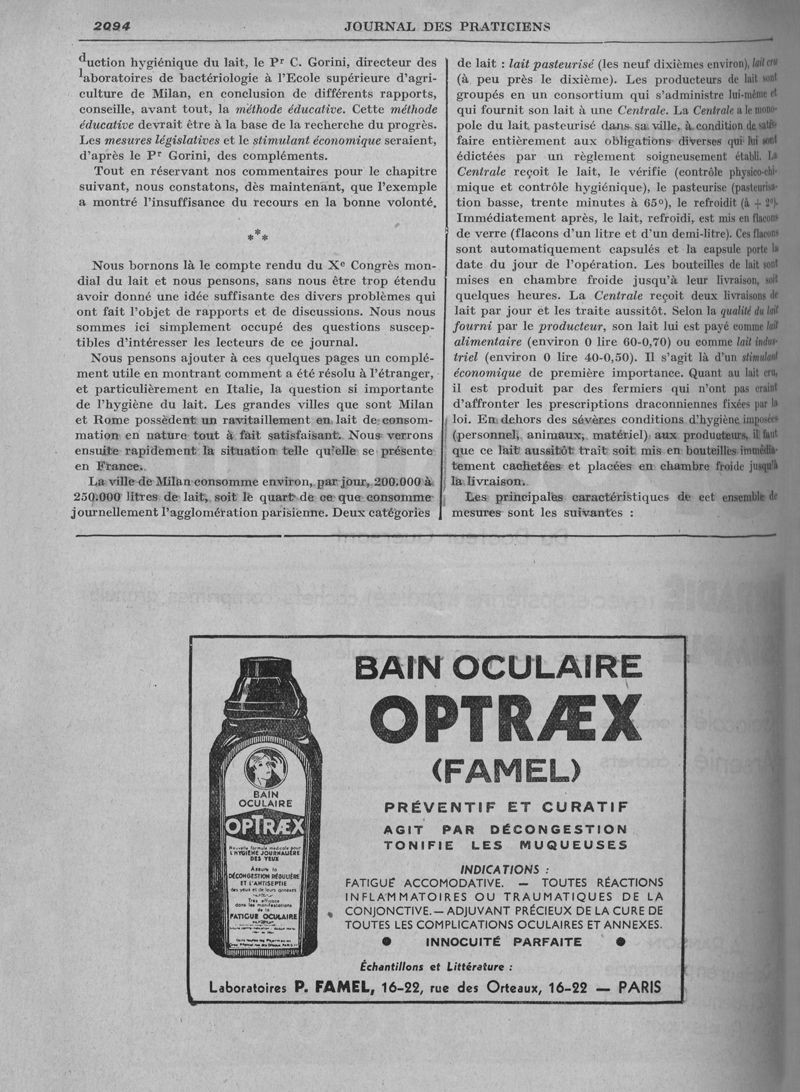 2094
JOURNAL DES PRATICIENS
duction hygiénique du lait, le Pr C. Gorini, directeur des
laboratoires de bactériologie à l'Ecole supérieure d'agri-
culture de Milan, en conclusion de différents rapports,
conseille, avant tout, la méthode éducative. Cette méthode
éducative devrait être à la base de la recherche du progrès.
Les mesures législatives et le stimulant économique seraient,
d'après le Pr Gorini, des compléments.
Tout en réservant nos commentaires pour le chapitre
suivant, nous constatons, dès maintenant, que l'exemple
a montré l'insuffisance du recours en la bonne volonté.
***
Nous bornons là le compte rendu du Xe Congrès mon-
dial du lait et nous pensons, sans nous être trop étendu
avoir donné une idée suffisante des divers problèmes qui
ont fait l'objet de rapports et de discussions. Nous nous
sommes ici simplement occupé des questions suscep-
tibles d'intéresser les lecteurs de ce journal.
Nous pensons ajouter à ces quelques pages un complé-
ment utile en montrant comment a été résolu à l'étranger,
et particulièrement en Italie, la question si importante
de l'hygiène du lait. Les grandes villes que sont Milan
et Rome possèdent un ravitaillement en lait de consom-
mation en nature tout à fait satisfaisant. Nous verrons
ensuite rapidement la situation telle qu'elle se présente
en France.
La ville de Milan consomme environ, par jour, 200.000 à
250.000 litres de lait, soit le quart de ce que consomme
journellement l'agglomération parisienne. Deux catégories
de lait : lait pasteurisé (les neuf dixièmes environ), lait cru
(à peu près le dixième). Les producteurs de lait sont
groupés en un consortium qui s'administre lui-même et
qui fournit son lait à une Centrale. La Centrale a le mono-
pole du lait pasteurisé dans sa ville, à condition de satis-
faire entièrement aux obligations diverses qui lui sont
édictées par un règlement soigneusement établi. La
Centrale reçoit le lait, le vérifie (contrôle physico-chi-
mique et contrôle hygiénique), le pasteurise (pasteurisa-
tion basse, trente minutes à 65°), le refroidit (à + 2°).
Immédiatement après, le lait, refroidi, est mis en flacons
de verre (flacons d'un litre et d'un demi-litre). Ces flacons
sont automatiquement capsulés et la capsule porte la
date du jour de l'opération. Les bouteilles de lait sont
mises en chambre froide jusqu'à leur livraison, soit
quelques heures. La Centrale reçoit deux livraisons de
lait par jour et les traite aussitôt. Selon la qualité du lait
fourni par le producteur, son lait lui est payé comme lait
alimentaire (environ 0 lire 60-0,70) ou comme lait indus-
triel (environ 0 lire 40-0,50). Il s'agit là d'un stimulant
économique de première importance. Quant au lait cru,
il est produit par des fermiers qui n'ont pas craint
d'affronter les prescriptions draconniennes fixées par la
loi. En dehors des sévères conditions d'hygiène imposées
(personnel, animaux, matériel) aux producteurs, il faut
que ce lait aussitôt trait soit mis en bouteilles immédia-
tement cachetées et placées en chambre froide jusqu'à
la livraison.
Les principales caractéristiques de cet ensemble de
mesures sont les suivantes :
BAIN OCULAIRE
OPTRÆX
(FAMEL)
PRÉVENTIF ET CURATIF
AGIT PAR DÉCONGESTION
TONIFIE LES MUQUEUSES
INDICATIONS :
FATIGUE ACCOMODATIVE. — TOUTES RÉACTIONS
INFLAMMATOIRES OU TRAUMATIQUES DE LA
CONJONCTIVE. — ADJUVANT PRÉCIEUX DE LA CURE DE
TOUTES LES COMPLICATIONS OCULAIRES ET ANNEXES.
● INNOCUITÉ PARFAITE ●
Échantillons et Littérature :
Laboratoires P. FAMEL, 16-22, rue des Orteaux, 16-22 — PARIS
BAIN
OCULAIRE
OPTRÆX
Nouvelle formule médicale pour
L'HYGIÈNE JOURNALIÈRE
DES YEUX
Assure la
DÉCONGESTION RÉGULIÈRE
ET L'ANTISEPTIE
des yeux et de leurs annexes
Très efficace
dans les manifestations
de la
FATIGUE OCULAIRE